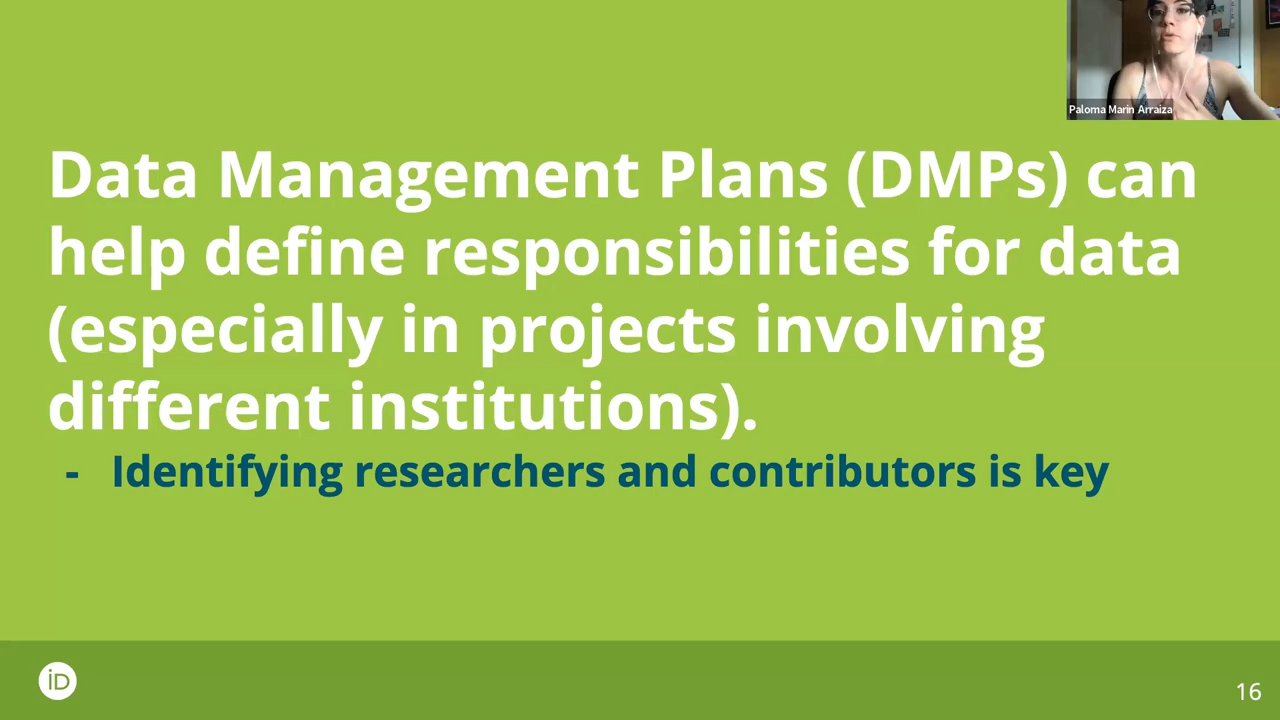 Paloma Marin Arraiza
Data Management Plans (DMPs) can
help define responsibilities for data
(especially in projects involving
different institutions).
- Identifying researchers and contributors is key
iD
16